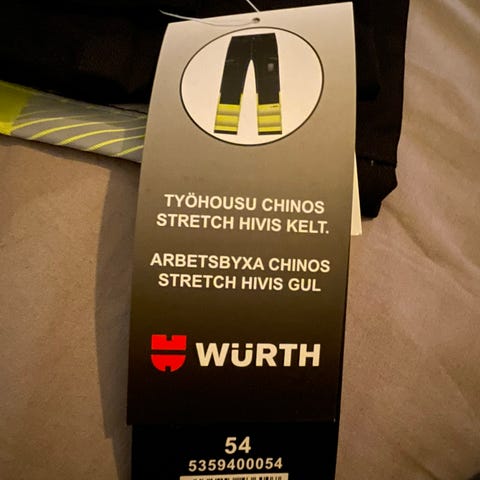 TYÖHOUSU CHINOS
STRETCH HIVIS KELT.
ARBETSBYXA CHINOS
STRETCH HIVIS GUL
WÜRTH
54
5359400054